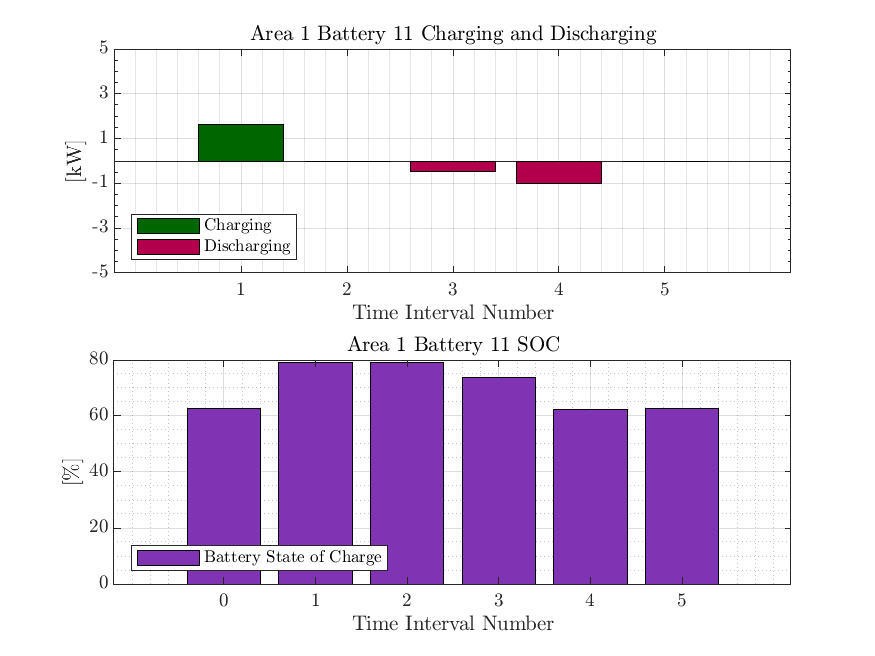 Area 1 Battery 11 Charging and Discharging
5
3
1
-1
-3
-5
[kW]
Charging
Discharging
1 2 3 4 5
Time Interval Number
Area 1 Battery 11 SOC
80
60
40
20
0
[%]
Battery State of Charge
0 1 2 3 4 5
Time Interval Number